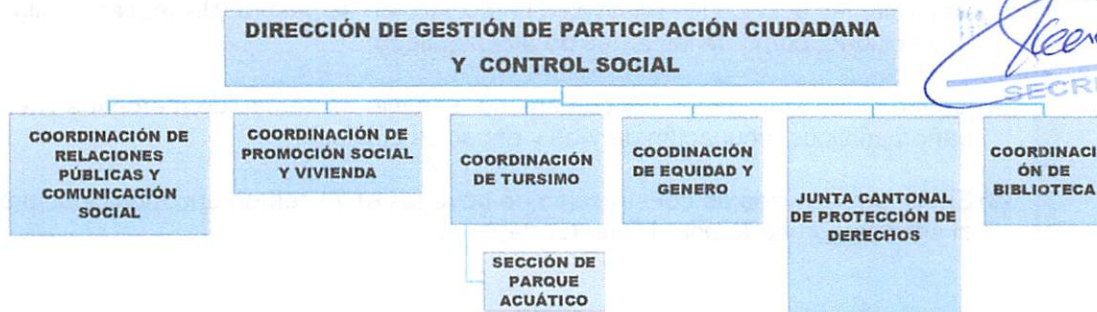 DIRECCIÓN DE GESTIÓN DE PARTICIPACIÓN CIUDADANA
Y CONTROL SOCIAL
SECRE
COORDINACIÓN DE
RELACIONES
PÚBLICAS Y
COMUNICACIÓN
SOCIAL
COORDINACIÓN DE
PROMOCIÓN SOCIAL
Y VIVIENDA
COORDINACIÓN
DE TURSIMO
SECCIÓN DE
PARQUE
ACUÁTICO
COODINACIÓN
DE EQUIDAD Y
GENERO
JUNTA CANTONAL
DE PROTECCIÓN DE
DERECHOS
COORDINACI
ÓN DE
BIBLIOTECA